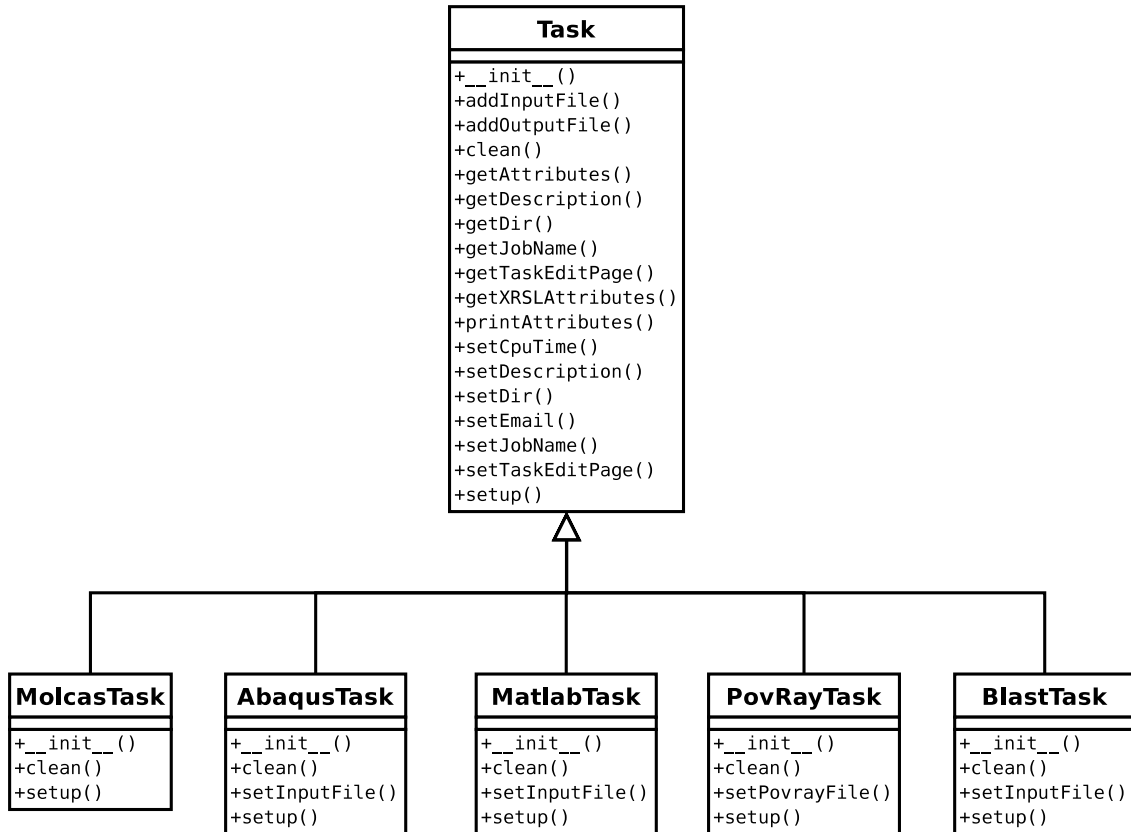 Task
+__init__()
+addInputFile()
+addOutputFile()
+clean()
+getAttributes()
+getDescription()
+getDir()
+getJobName()
+getTaskEditPage()
+getXRSLAttributes()
+printAttributes()
+setCpuTime()
+setDescription()
+setDir()
+setEmail()
+setJobName()
+setTaskEditPage()
+setup()
MolcasTask
+__init__()
+clean()
+setup()
AbaqusTask
+__init__()
+clean()
+setInputFile()
+setup()
MatlabTask
+__init__()
+clean()
+setInputFile()
+setup()
PovRayTask
+__init__()
+clean()
+setPovrayFile()
+setup()
BlastTask
+__init__()
+clean()
+setInputFile()
+setup()